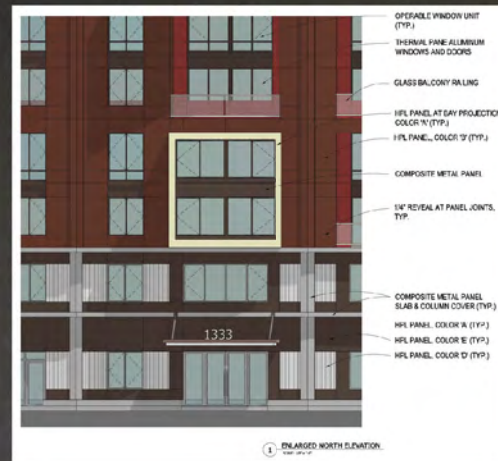 OPERABLE WINDOW UNIT
(TYP.)
THERMAL PANE ALUMINUM
WINDOWS AND DOORS
GLASS BALCONY RAILING
HPL PANEL AT BAY PROJECTION
COLOR 'A' (TYP.)
HPL PANEL, COLOR 'B' (TYP.)
COMPOSITE METAL PANEL
1/4" REVEAL AT PANEL JOINTS,
TYP.
COMPOSITE METAL PANEL
SLAB & COLUMN COVER (TYP.)
HPL PANEL, COLOR 'A' (TYP.)
HPL PANEL, COLOR 'E' (TYP.)
HPL PANEL, COLOR 'D' (TYP.)
1333
1 ENLARGED NORTH ELEVATION